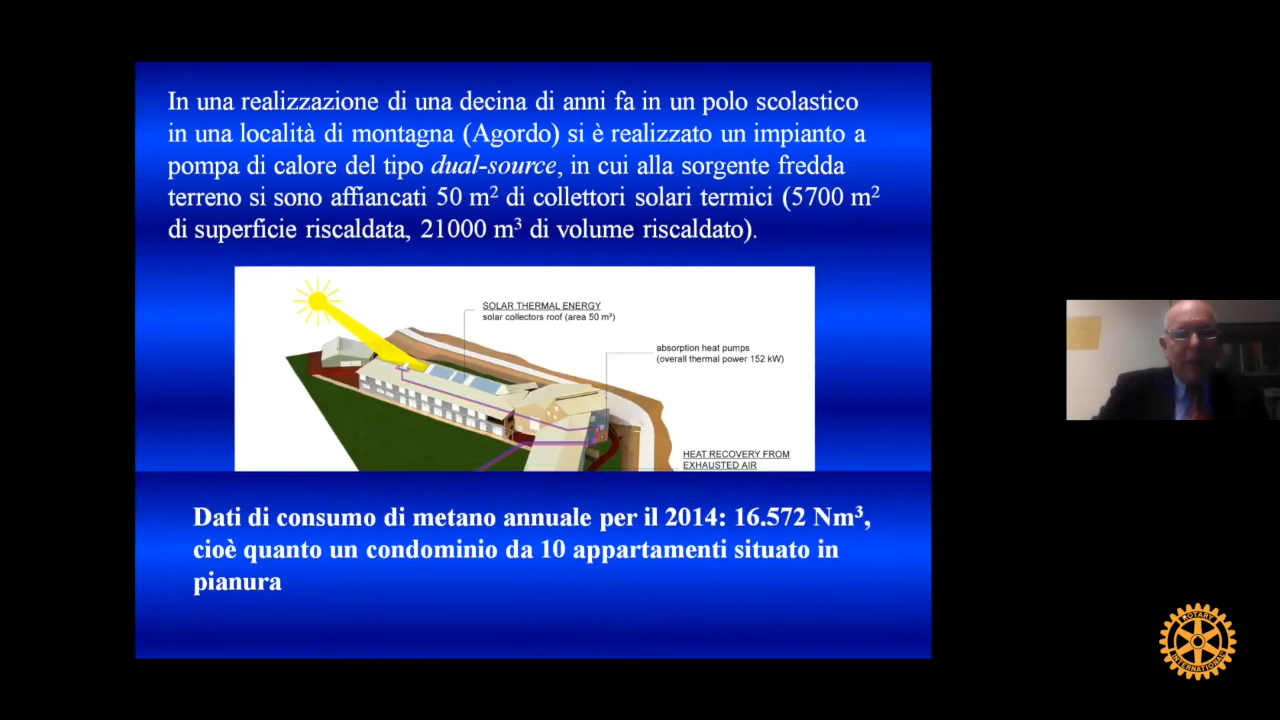 In una realizzazione di una decina di anni fa in un polo scolastico
in una località di montagna (Agordo) si è realizzato un impianto a
pompa di calore del tipo dual-source, in cui alla sorgente fredda
terreno si sono affiancati 50 m² di collettori solari termici (5700 m²
di superficie riscaldata, 21000 m³ di volume riscaldato).
SOLAR THERMAL ENERGY
solar collectors roof (area 50 m²)
absorption heat pumps
(overall thermal power 152 kW)
HEAT RECOVERY FROM
EXHAUSTED AIR
Dati di consumo di metano annuale per il 2014: 16.572 Nm³,
cioè quanto un condominio da 10 appartamenti situato in
pianura
ROTARY
INTERNATIONAL